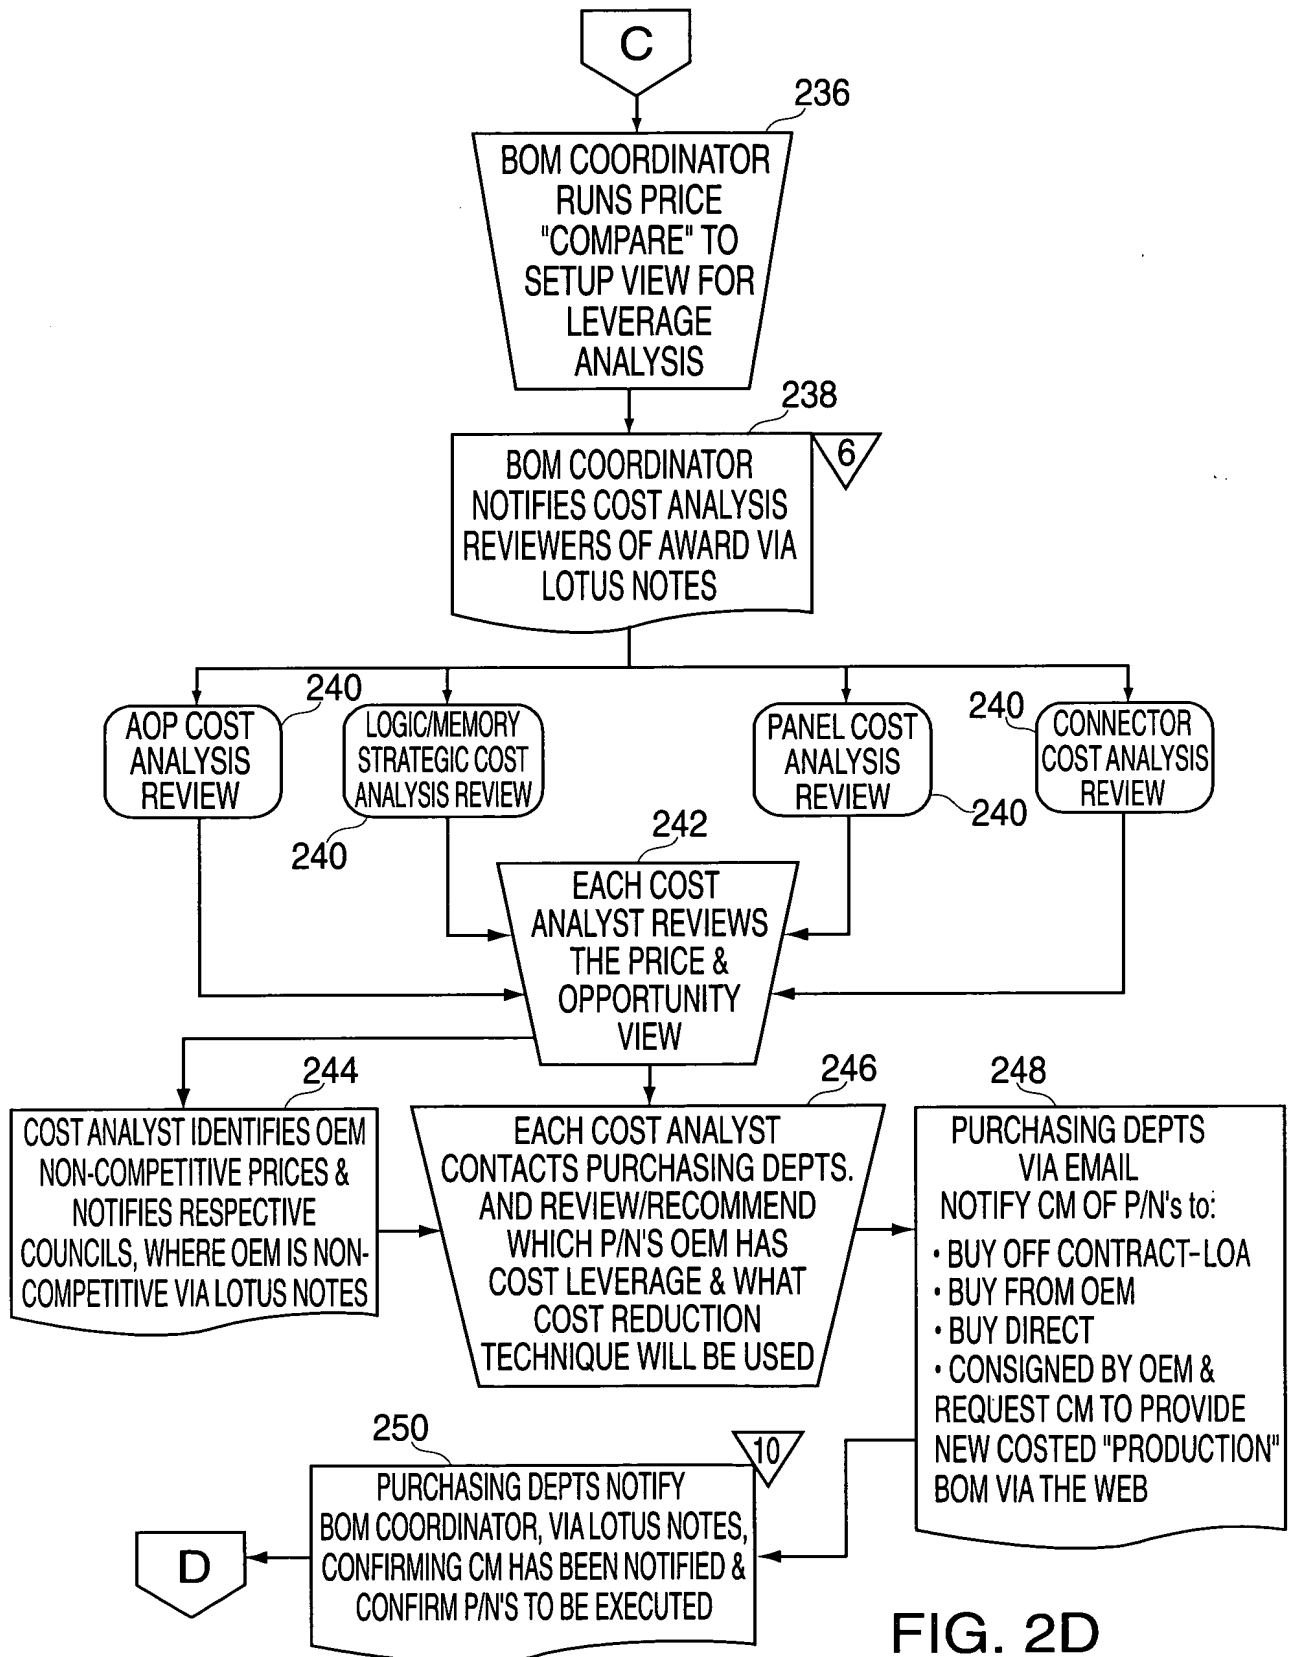 C
236
BOM COORDINATOR
RUNS PRICE
"COMPARE" TO
SETUP VIEW FOR
LEVERAGE
ANALYSIS
238
6
BOM COORDINATOR
NOTIFIES COST ANALYSIS
REVIEWERS OF AWARD VIA
LOTUS NOTES
240
AOP COST
ANALYSIS
REVIEW
LOGIC/MEMORY
STRATEGIC COST
ANALYSIS REVIEW
240
PANEL COST
ANALYSIS
REVIEW
240
240
CONNECTOR
COST ANALYSIS
REVIEW
242
EACH COST
ANALYST REVIEWS
THE PRICE &
OPPORTUNITY
VIEW
244
COST ANALYST IDENTIFIES OEM
NON-COMPETITIVE PRICES &
NOTIFIES RESPECTIVE
COUNCILS, WHERE OEM IS NON-
COMPETITIVE VIA LOTUS NOTES
246
EACH COST ANALYST
CONTACTS PURCHASING DEPTS.
AND REVIEW/RECOMMEND
WHICH P/N'S OEM HAS
COST LEVERAGE & WHAT
COST REDUCTION
TECHNIQUE WILL BE USED
248
PURCHASING DEPTS
VIA EMAIL
NOTIFY CM OF P/N's to:
• BUY OFF CONTRACT-LOA
• BUY FROM OEM
• BUY DIRECT
• CONSIGNED BY OEM &
REQUEST CM TO PROVIDE
NEW COSTED "PRODUCTION"
BOM VIA THE WEB
250
10
PURCHASING DEPTS NOTIFY
BOM COORDINATOR, VIA LOTUS NOTES,
CONFIRMING CM HAS BEEN NOTIFIED &
CONFIRM P/N'S TO BE EXECUTED
D
FIG. 2D